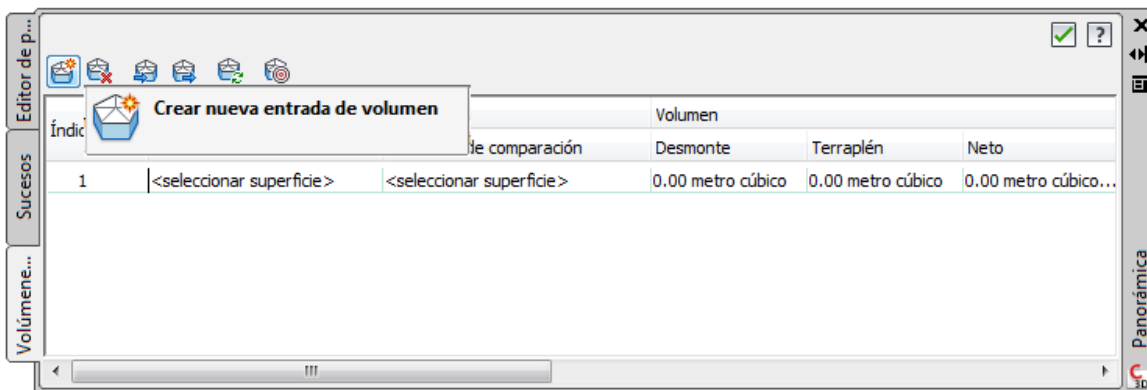 Editor de p...
Sucesos
Volúmene...
Crear nueva entrada de volumen
Índic
de comparación
Volumen
Desmonte
Terraplén
Neto
1
<seleccionar superficie>
<seleccionar superficie>
0.00 metro cúbico
0.00 metro cúbico
0.00 metro cúbico...
Panorámica